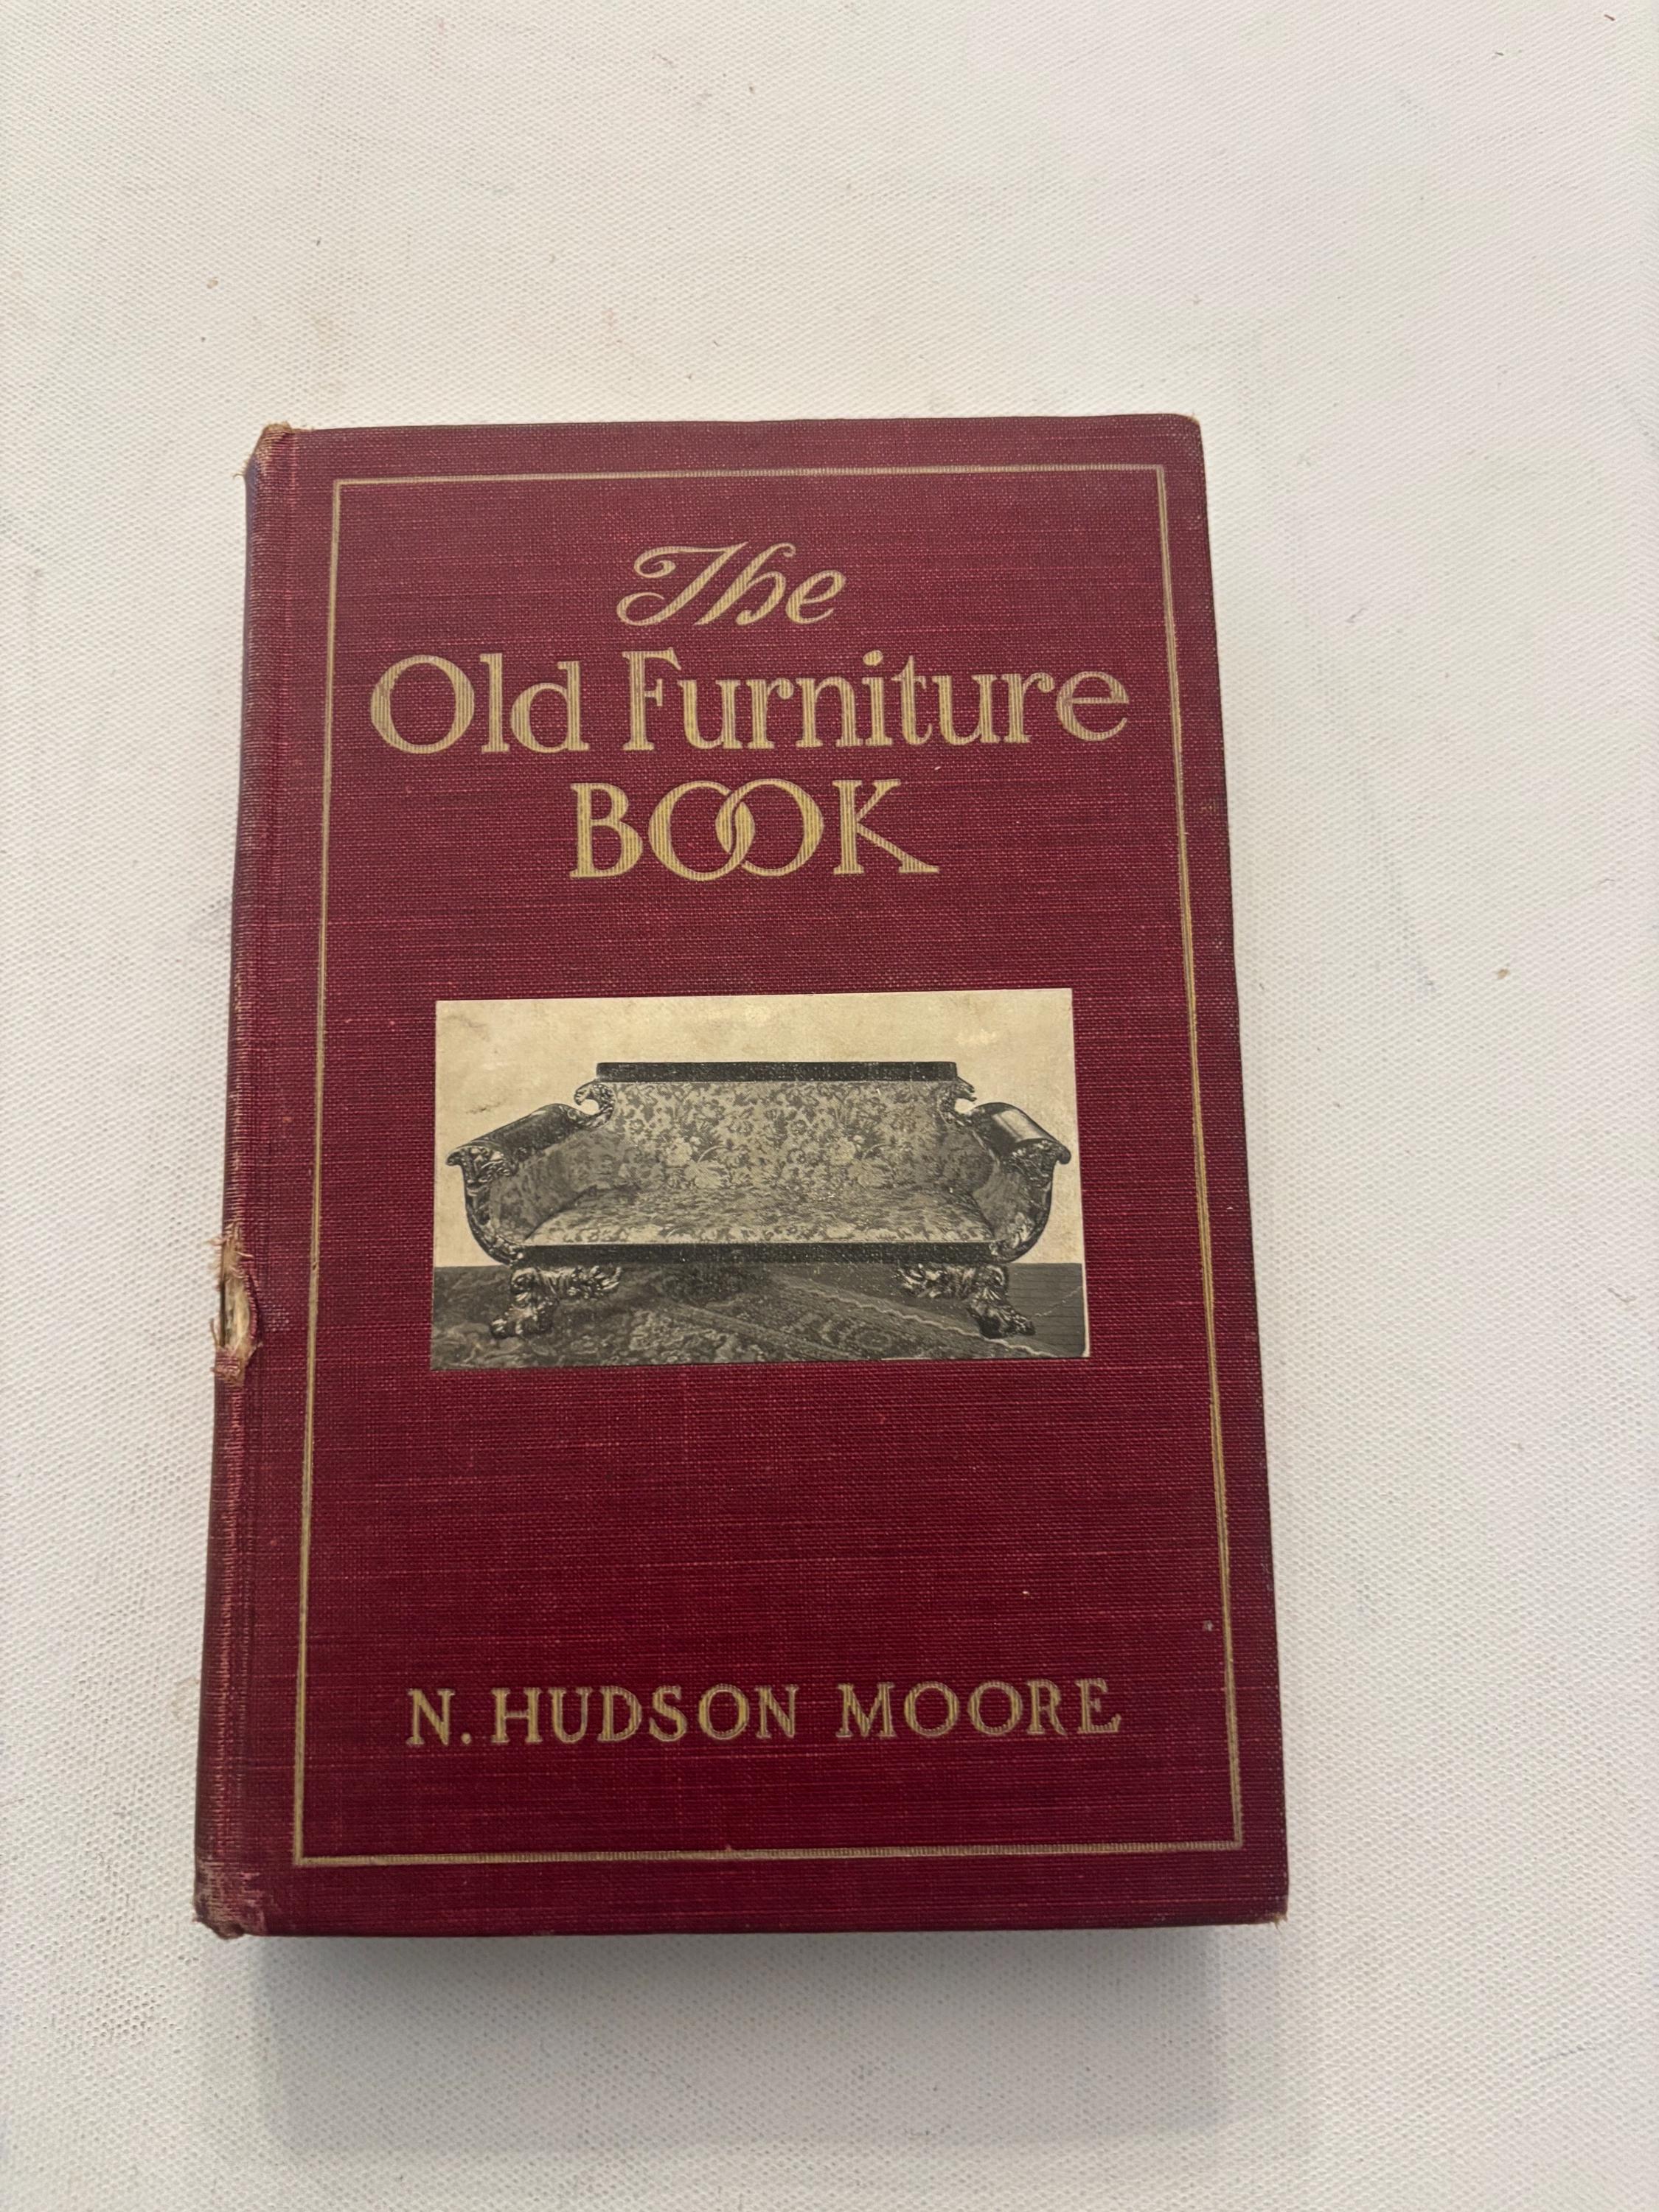 The
Old Furniture
BOOK
N. HUDSON MOORE